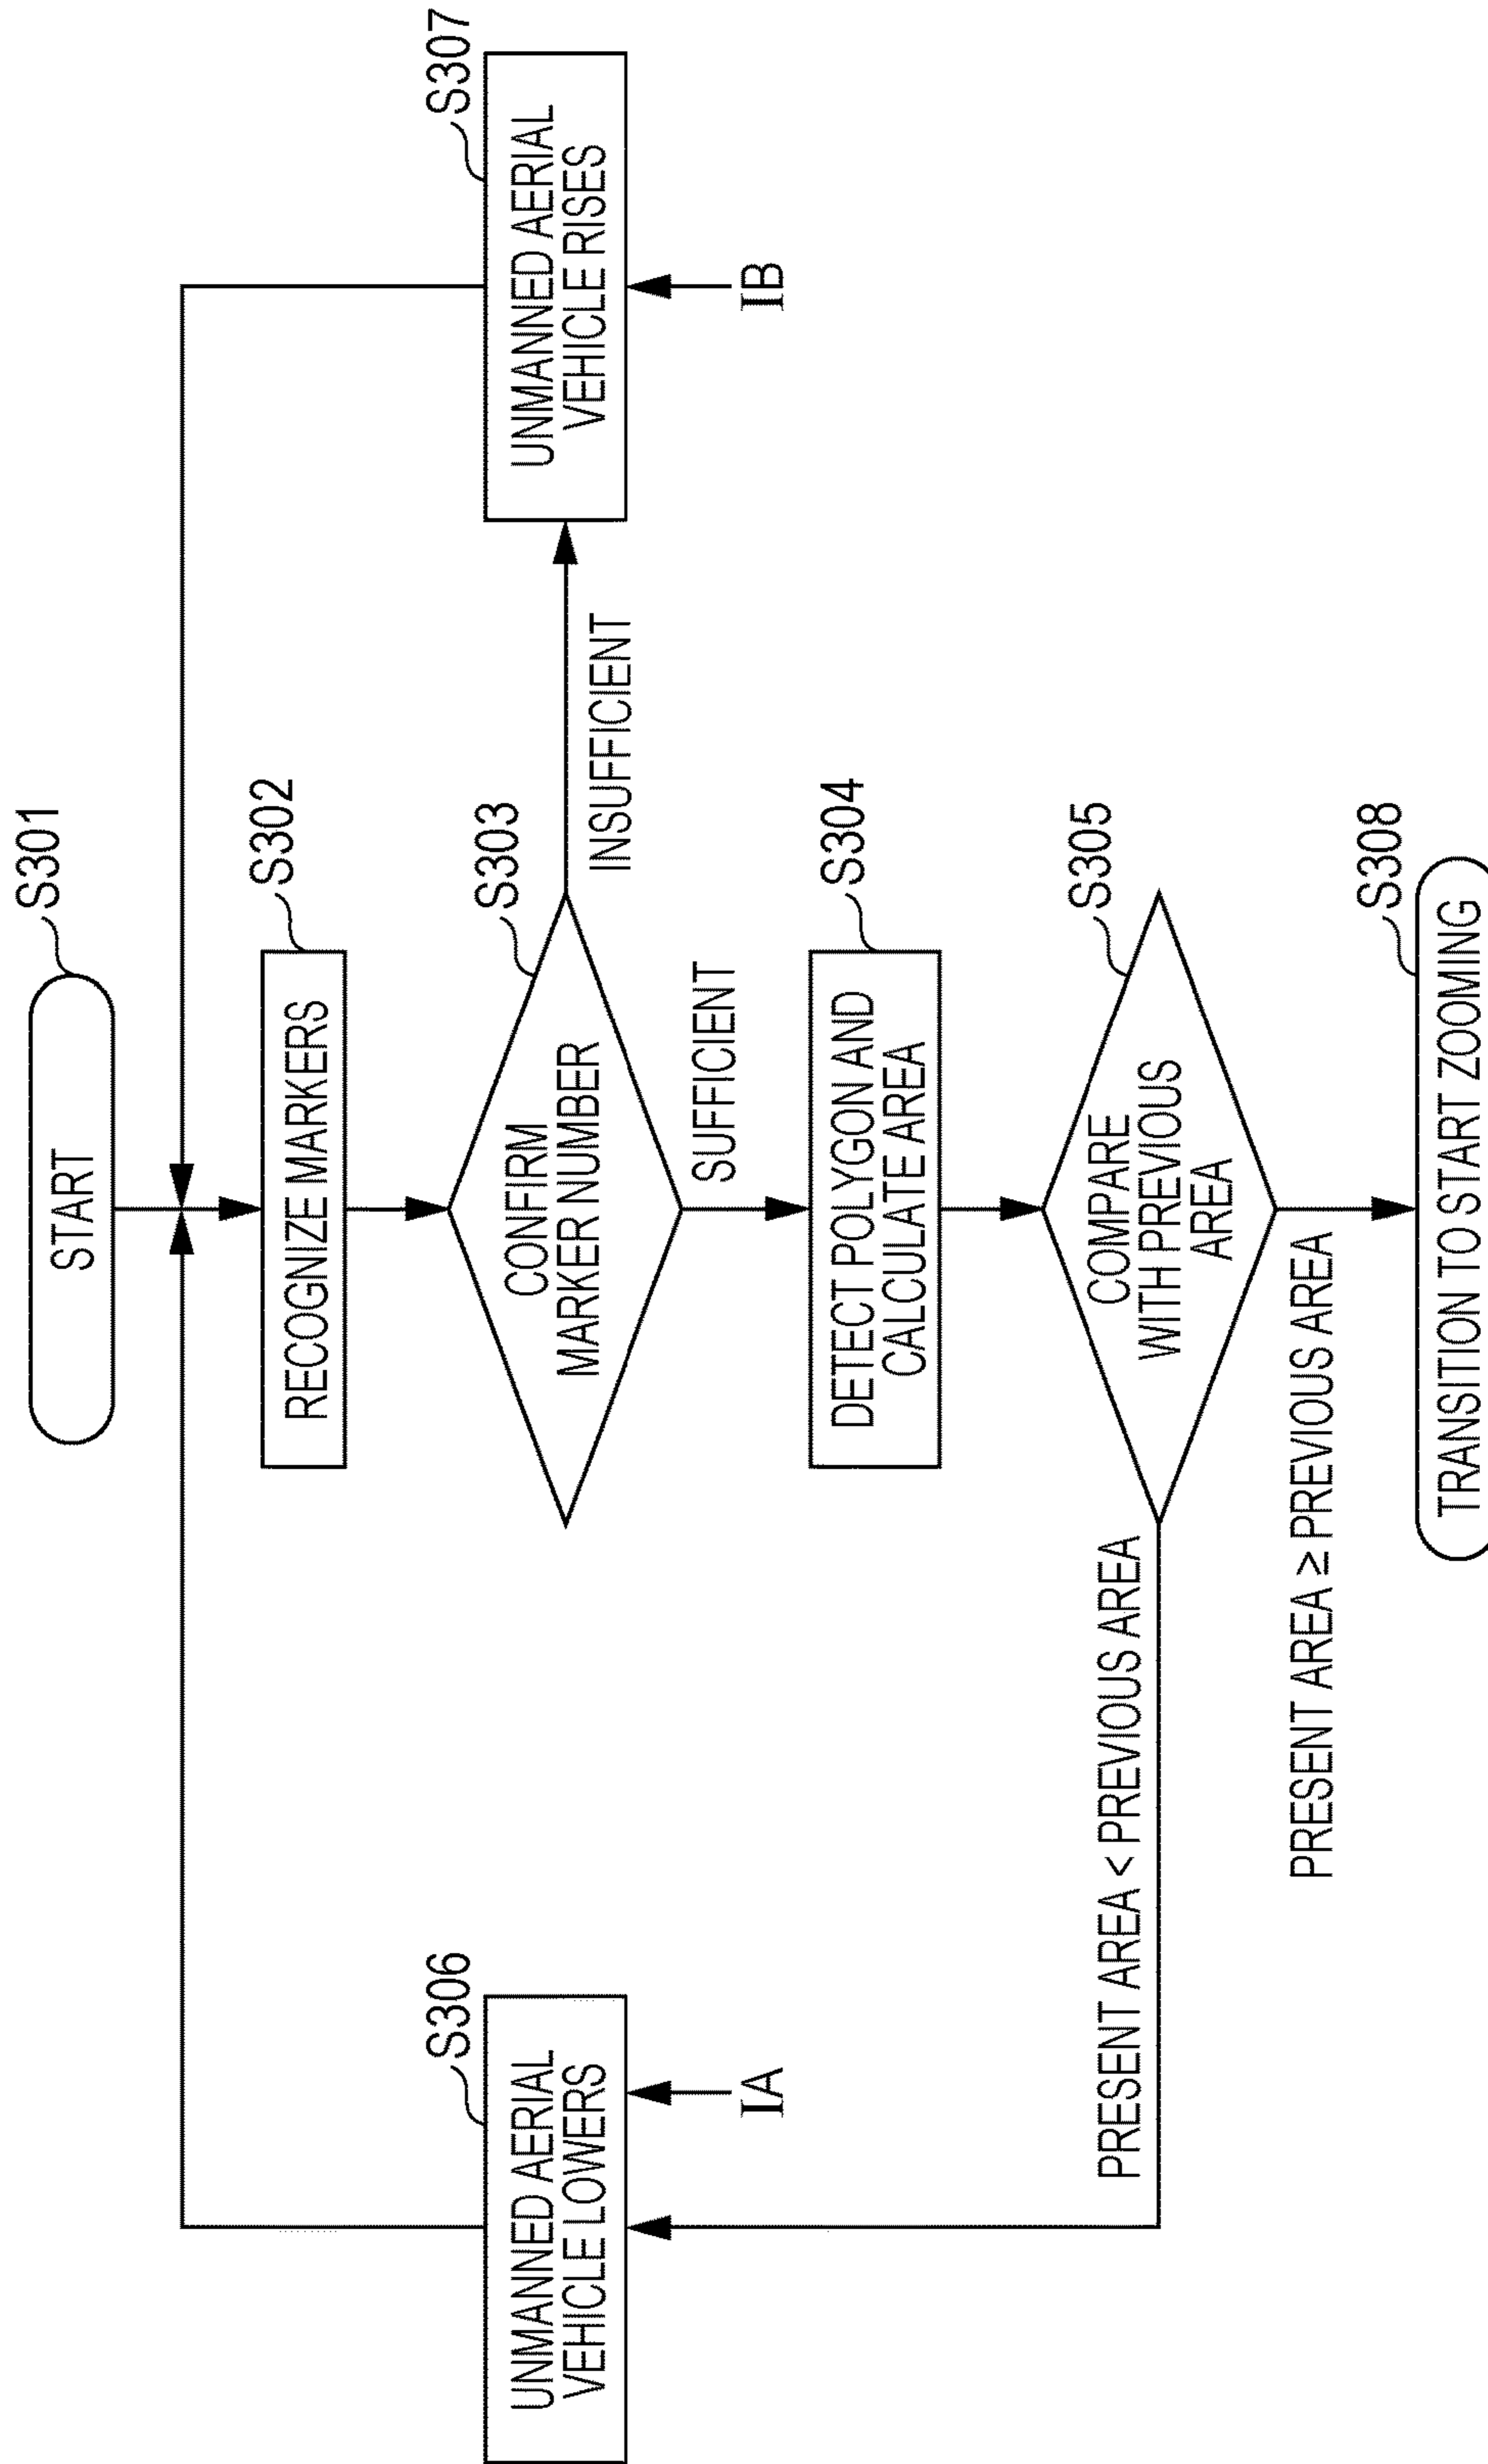 START
S301
RECOGNIZE MARKERS
S302
CONFIRM
MARKER NUMBER
S303
INSUFFICIENT
SUFFICIENT
UNMANNED AERIAL
VEHICLE LOWERS
S306
IA
UNMANNED AERIAL
VEHICLE RISES
S307
IB
DETECT POLYGON AND
CALCULATE AREA
S304
COMPARE
WITH PREVIOUS
AREA
S305
PRESENT AREA < PREVIOUS AREA
PRESENT AREA ≥ PREVIOUS AREA
TRANSITION TO START ZOOMING
S308